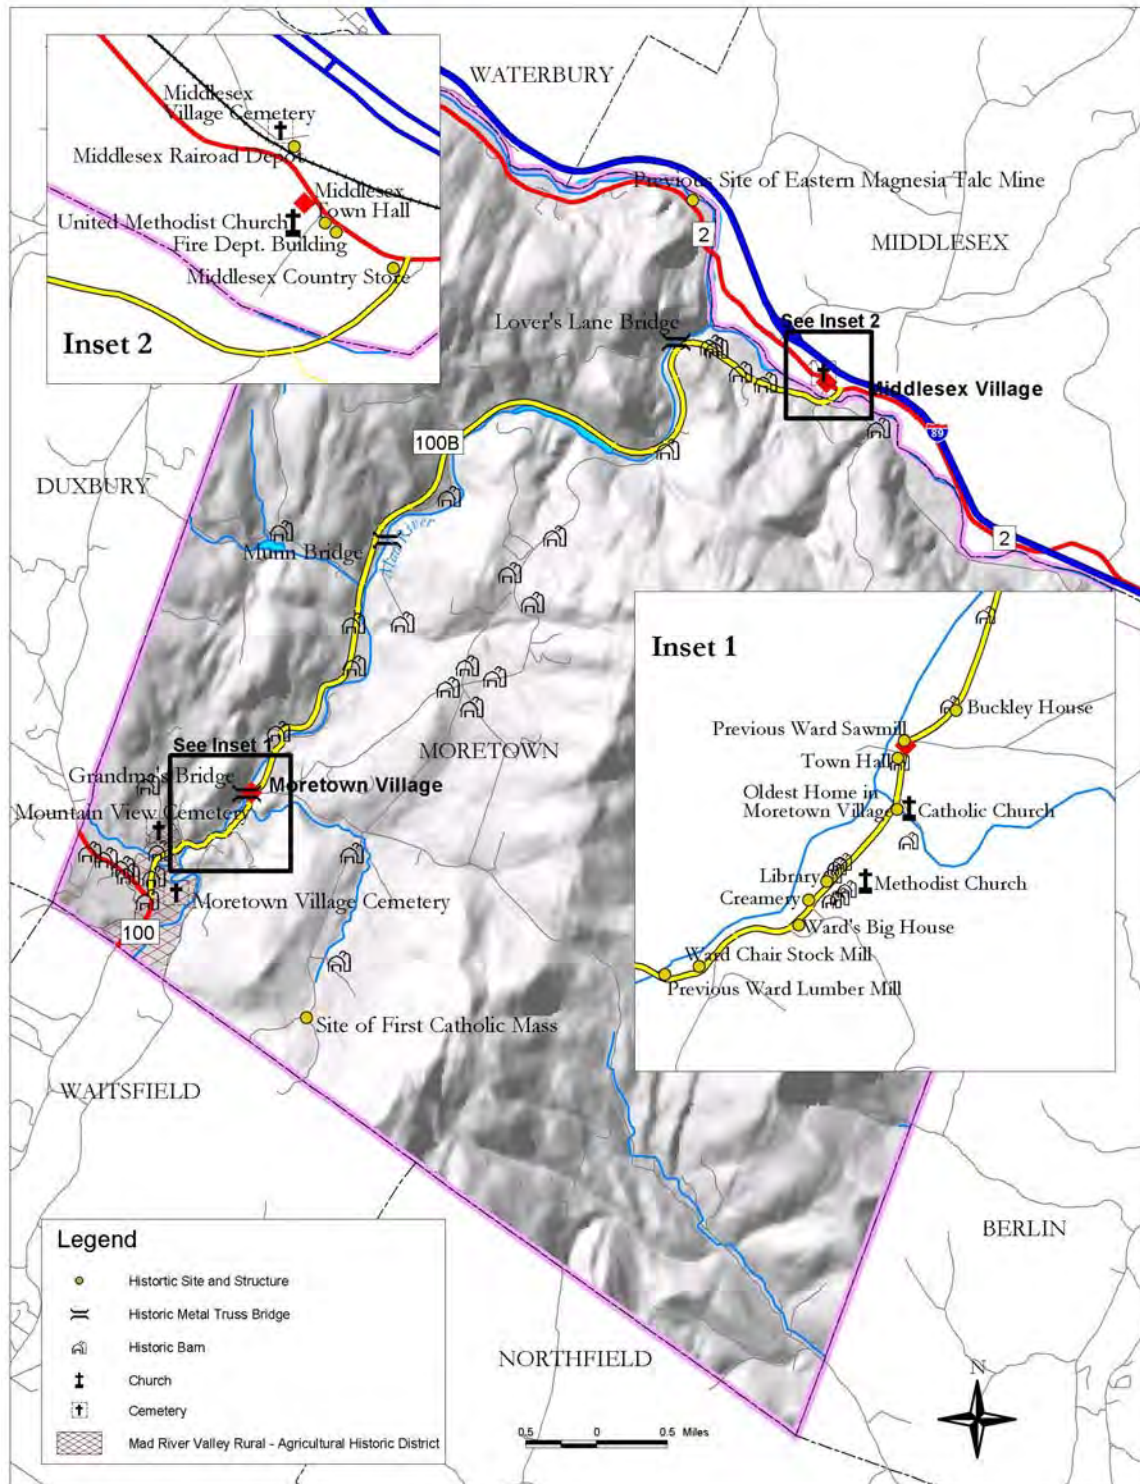 WATERBURY
Middlesex
Village Cemetery
Middlesex Rairoad Depot
Middlesex
Town Hall
United Methodist Church
Fire Dept. Building
Middlesex Country Store
Inset 2
Previous Site of Eastern Magnesia Talc Mine
2
MIDDLESEX
Lover's Lane Bridge
See Inset 2
Middlesex Village
89
100B
DUXBURY
Munn Bridge
Mad River
2
Inset 1
Buckley House
Previous Ward Sawmill
Town Hall
Oldest Home in
Moretown Village
Catholic Church
Library
Methodist Church
Creamery
Ward's Big House
Ward Chair Stock Mill
Previous Ward Lumber Mill
See Inset 1
MORETOWN
Grandma's Bridge
Moretown Village
Mountain View Cemetery
Moretown Village Cemetery
100
Site of First Catholic Mass
WAITSFIELD
BERLIN
NORTHFIELD
Legend
Histortic Site and Structure
Historic Metal Truss Bridge
Historic Barn
Church
Cemetery
Mad River Valley Rural - Agricultural Historic District
0.5 0 0.5 Miles
N